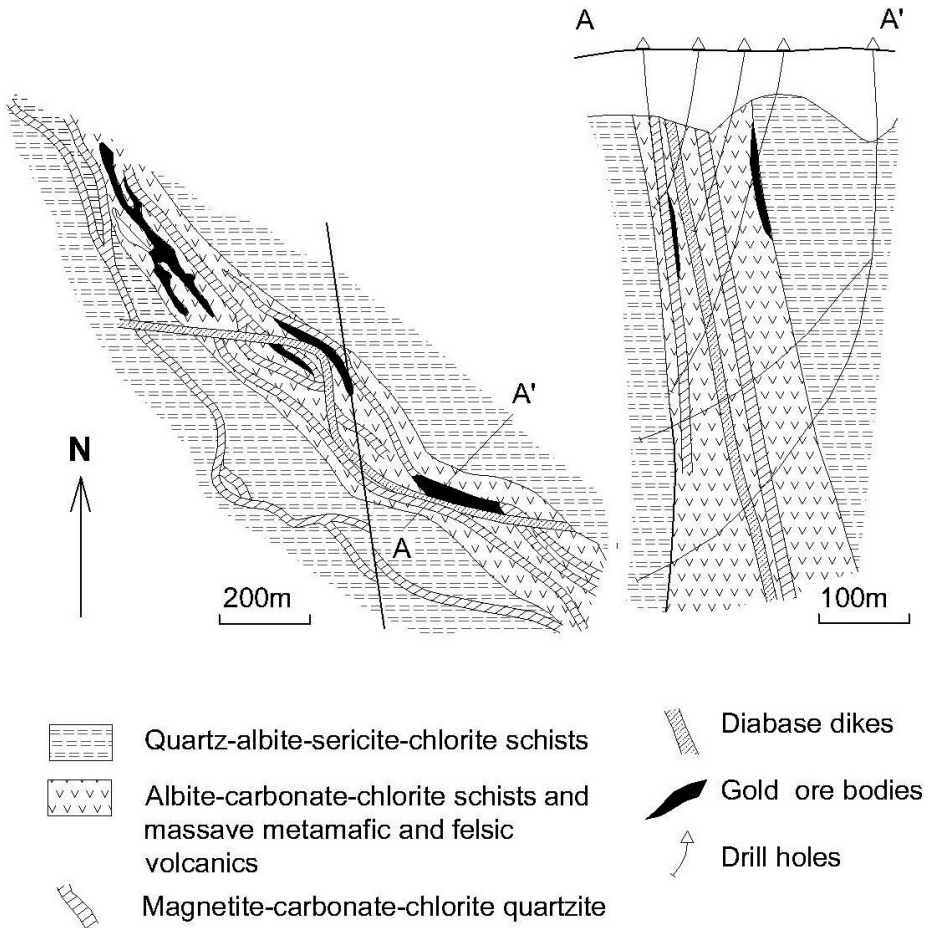 A
A'
A'
N
A
200m
100m
Quartz-albite-sericite-chlorite schists
Albite-carbonate-chlorite schists and
massave metamafic and felsic
volcanics
Magnetite-carbonate-chlorite quartzite
Diabase dikes
Gold ore bodies
Drill holes